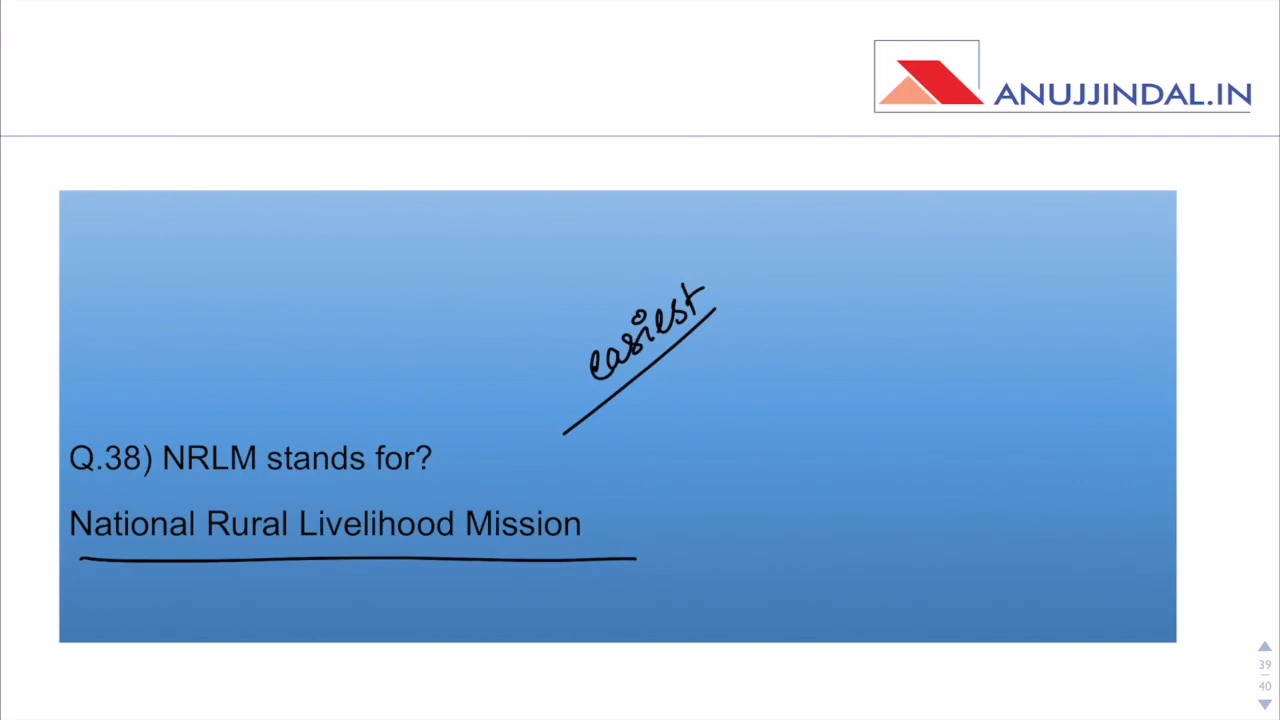 ANUJJINDAL.IN
easiest
Q.38) NRLM stands for?
National Rural Livelihood Mission
39
40